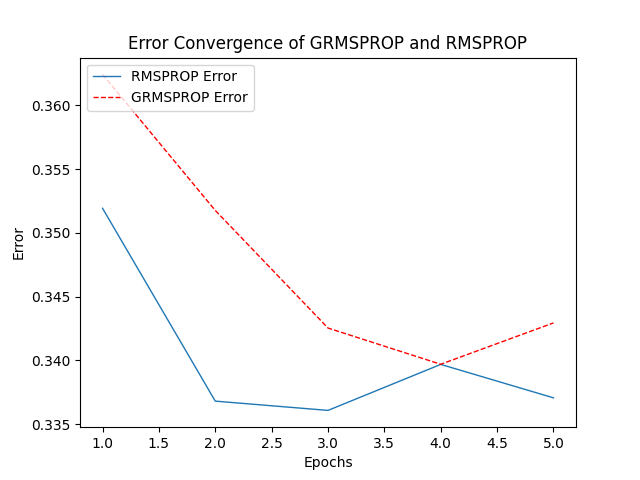 Error Convergence of GRMSPROP and RMSPROP
RMSPROP Error
GRMSPROP Error
0.360
0.355
0.350
0.345
0.340
0.335
Error
1.0 1.5 2.0 2.5 3.0 3.5 4.0 4.5 5.0
Epochs